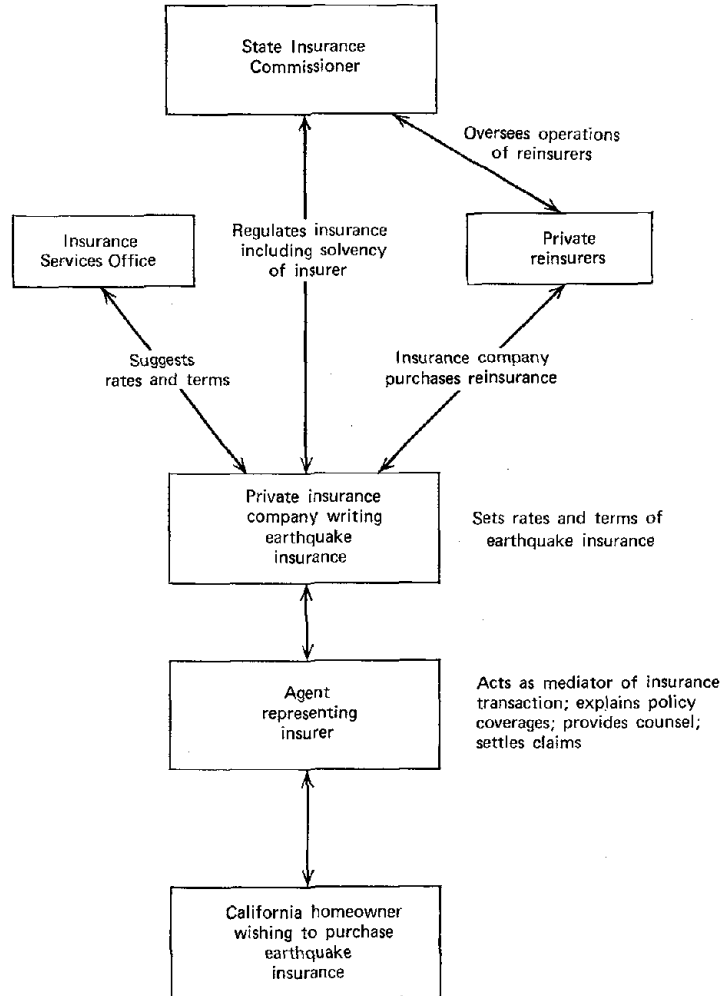 State Insurance
Commissioner
Oversees operations
of reinsurers
Insurance
Services Office
Regulates insurance
including solvency
of insurer
Private
reinsurers
Suggests
rates and terms
Insurance company
purchases reinsurance
Private insurance
company writing
earthquake
insurance
Sets rates and terms of
earthquake insurance
Agent
representing
insurer
Acts as mediator of insurance
transaction; explains policy
coverages; provides counsel;
settles claims
California homeowner
wishing to purchase
earthquake
insurance